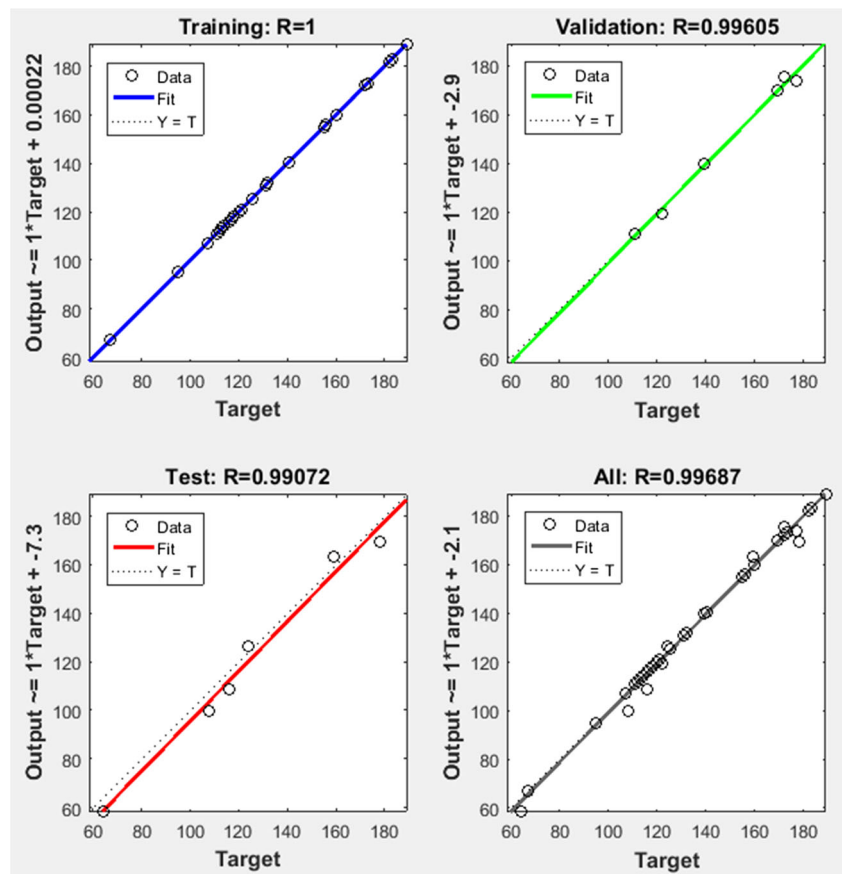 Training: R=1
Output ~= 1*Target + 0.00022
180
160
140
120
100
80
60
Data
Fit
Y = T
60 80 100 120 140 160 180
Target
Validation: R=0.99605
Output ~= 1*Target + -2.9
180
160
140
120
100
80
60
Data
Fit
Y = T
60 80 100 120 140 160 180
Target
Test: R=0.99072
Output ~= 1*Target + -7.3
180
160
140
120
100
80
60
Data
Fit
Y = T
60 80 100 120 140 160 180
Target
All: R=0.99687
Output ~= 1*Target + -2.1
180
160
140
120
100
80
60
Data
Fit
Y = T
60 80 100 120 140 160 180
Target